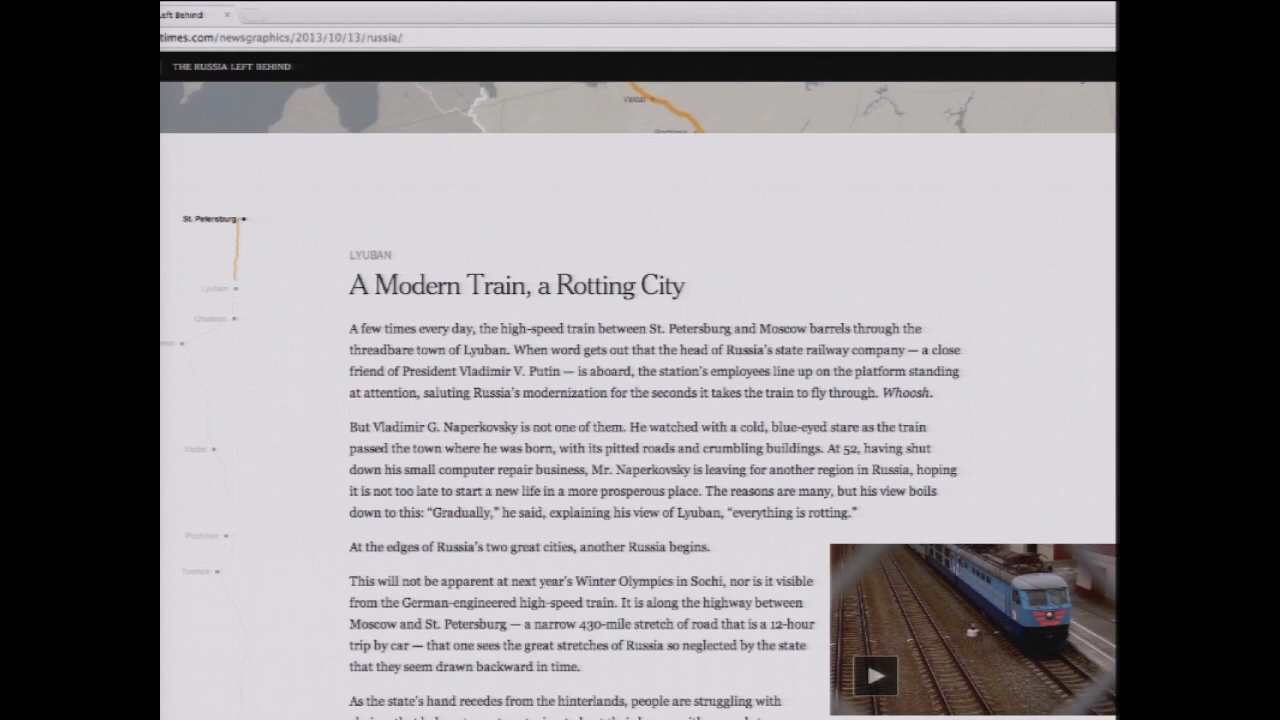 Left Behind
times.com/newsgraphics/2013/10/13/russia/
THE RUSSIA LEFT BEHIND
Valdai
St. Petersburg
Lyuban
Chudovo
Valdai
Pochinok
LYUBAN
A Modern Train, a Rotting City
A few times every day, the high-speed train between St. Petersburg and Moscow barrels through the
threadbare town of Lyuban. When word gets out that the head of Russia's state railway company — a close
friend of President Vladimir V. Putin — is aboard, the station's employees line up on the platform standing
at attention, saluting Russia's modernization for the seconds it takes the train to fly through. Whoosh.
But Vladimir G. Naperkovsky is not one of them. He watched with a cold, blue-eyed stare as the train
passed the town where he was born, with its pitted roads and crumbling buildings. At 52, having shut
down his small computer repair business, Mr. Naperkovsky is leaving for another region in Russia, hoping
it is not too late to start a new life in a more prosperous place. The reasons are many, but his view boils
down to this: “Gradually,” he said, explaining his view of Lyuban, “everything is rotting.”
At the edges of Russia's two great cities, another Russia begins.
This will not be apparent at next year's Winter Olympics in Sochi, nor is it visible
from the German-engineered high-speed train. It is along the highway between
Moscow and St. Petersburg — a narrow 430-mile stretch of road that is a 12-hour
trip by car — that one sees the great stretches of Russia so neglected by the state
that they seem drawn backward in time.
As the state's hand recedes from the hinterlands, people are struggling with